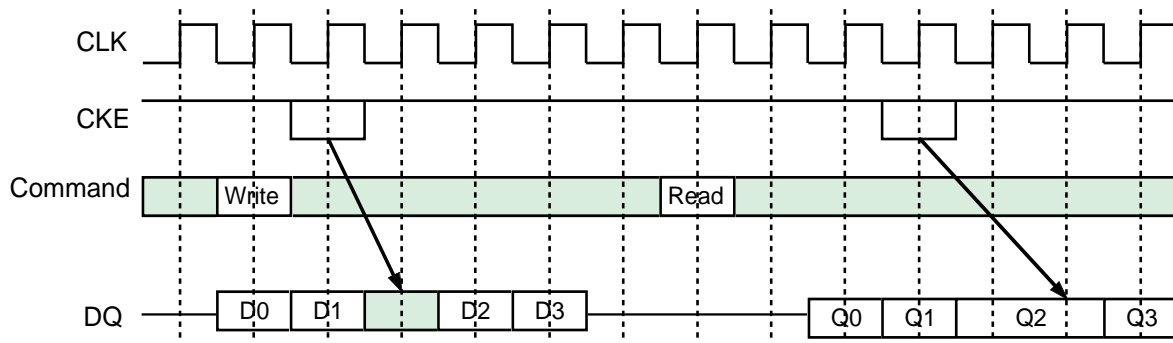 CLK
CKE
Command Write Read
DQ D0 D1 D2 D3 Q0 Q1 Q2 Q3